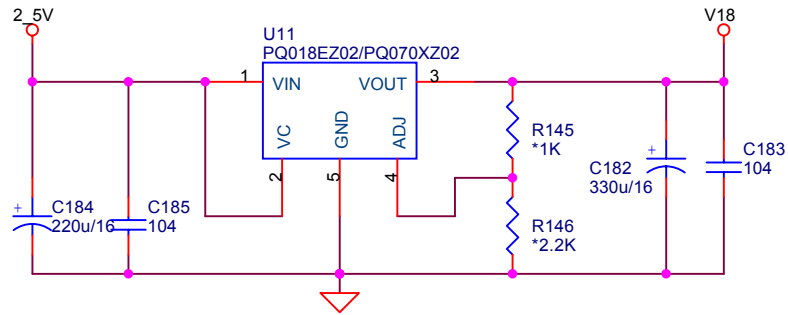 2_5V
V18
U11
PQ018EZ02/PQ070XZ02
1
VIN
VOUT
3
VC
GND
ADJ
2
5
4
R145
*1K
C182
330u/16
C183
104
+
+
C184
220u/16
C185
104
R146
*2.2K